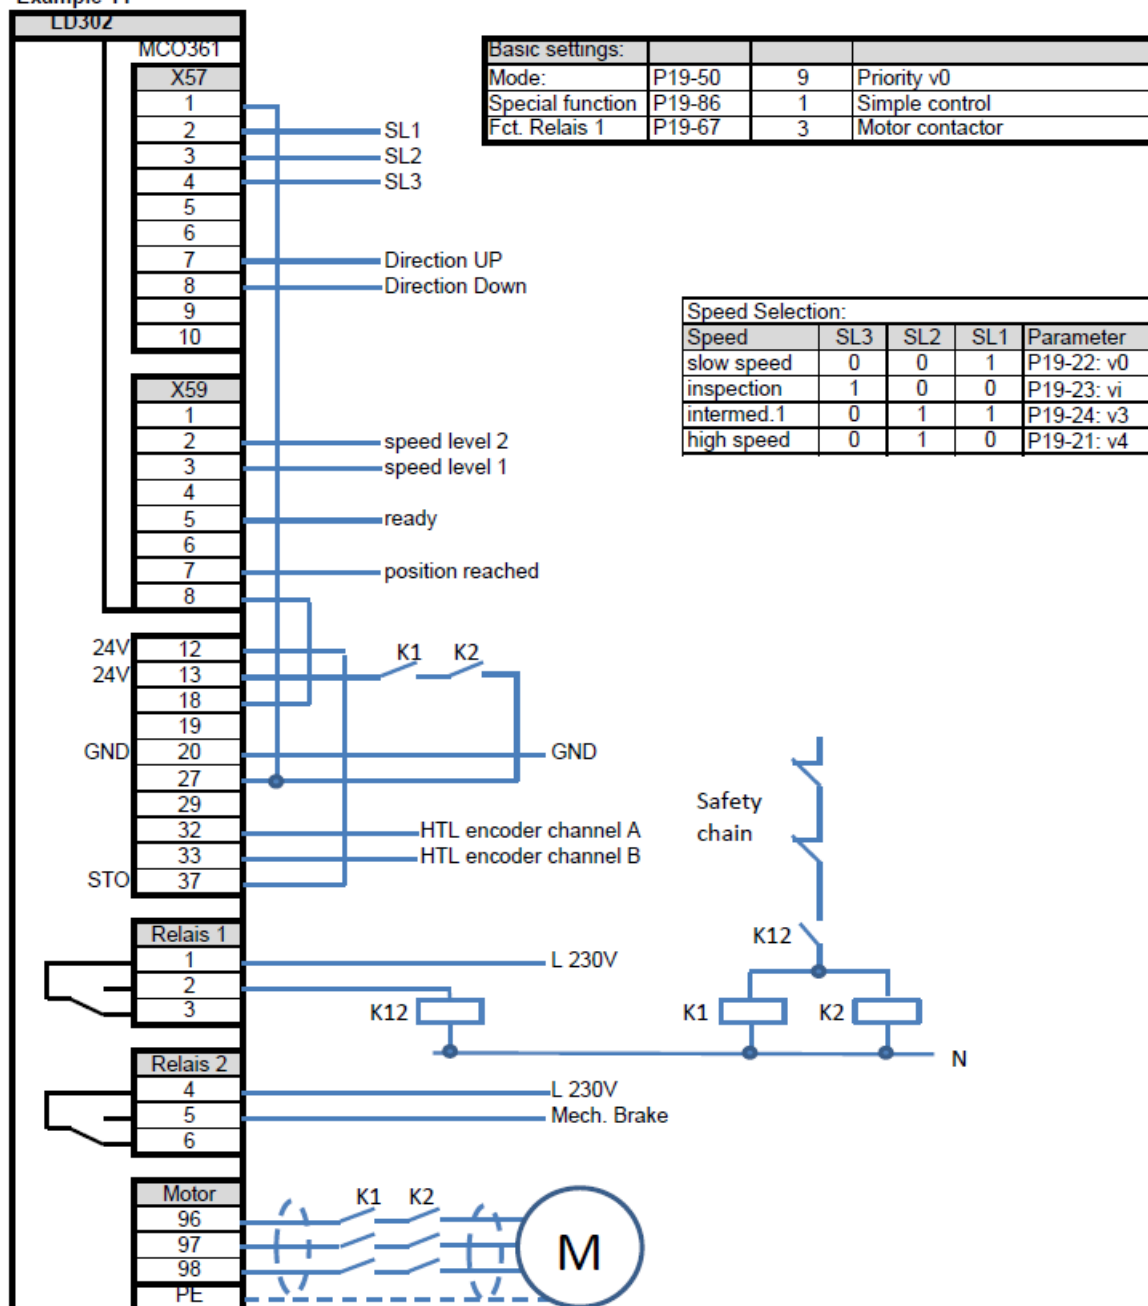 LD302
MCO361
X57
1
2 SL1
3 SL2
4 SL3
5
6
7 Direction UP
8 Direction Down
9
10
Basic settings:
Mode: P19-50 9 Priority v0
Special function P19-86 1 Simple control
Fct. Relais 1 P19-67 3 Motor contactor
Speed Selection:
Speed SL3 SL2 SL1 Parameter
slow speed 0 0 1 P19-22: v0
inspection 1 0 0 P19-23: vi
intermed.1 0 1 1 P19-24: v3
high speed 0 1 0 P19-21: v4
X59
1
2 speed level 2
3 speed level 1
4
5 ready
6
7 position reached
8
24V 12
24V 13 K1 K2
18
19
GND 20 GND
27
29
32 HTL encoder channel A
33 HTL encoder channel B
STO 37
Safety
chain
K12
K1 K2
N
Relais 1
1 L 230V
2
3 K12
Relais 2
4 L 230V
5 Mech. Brake
6
Motor K1 K2
96
97
98
PE
M